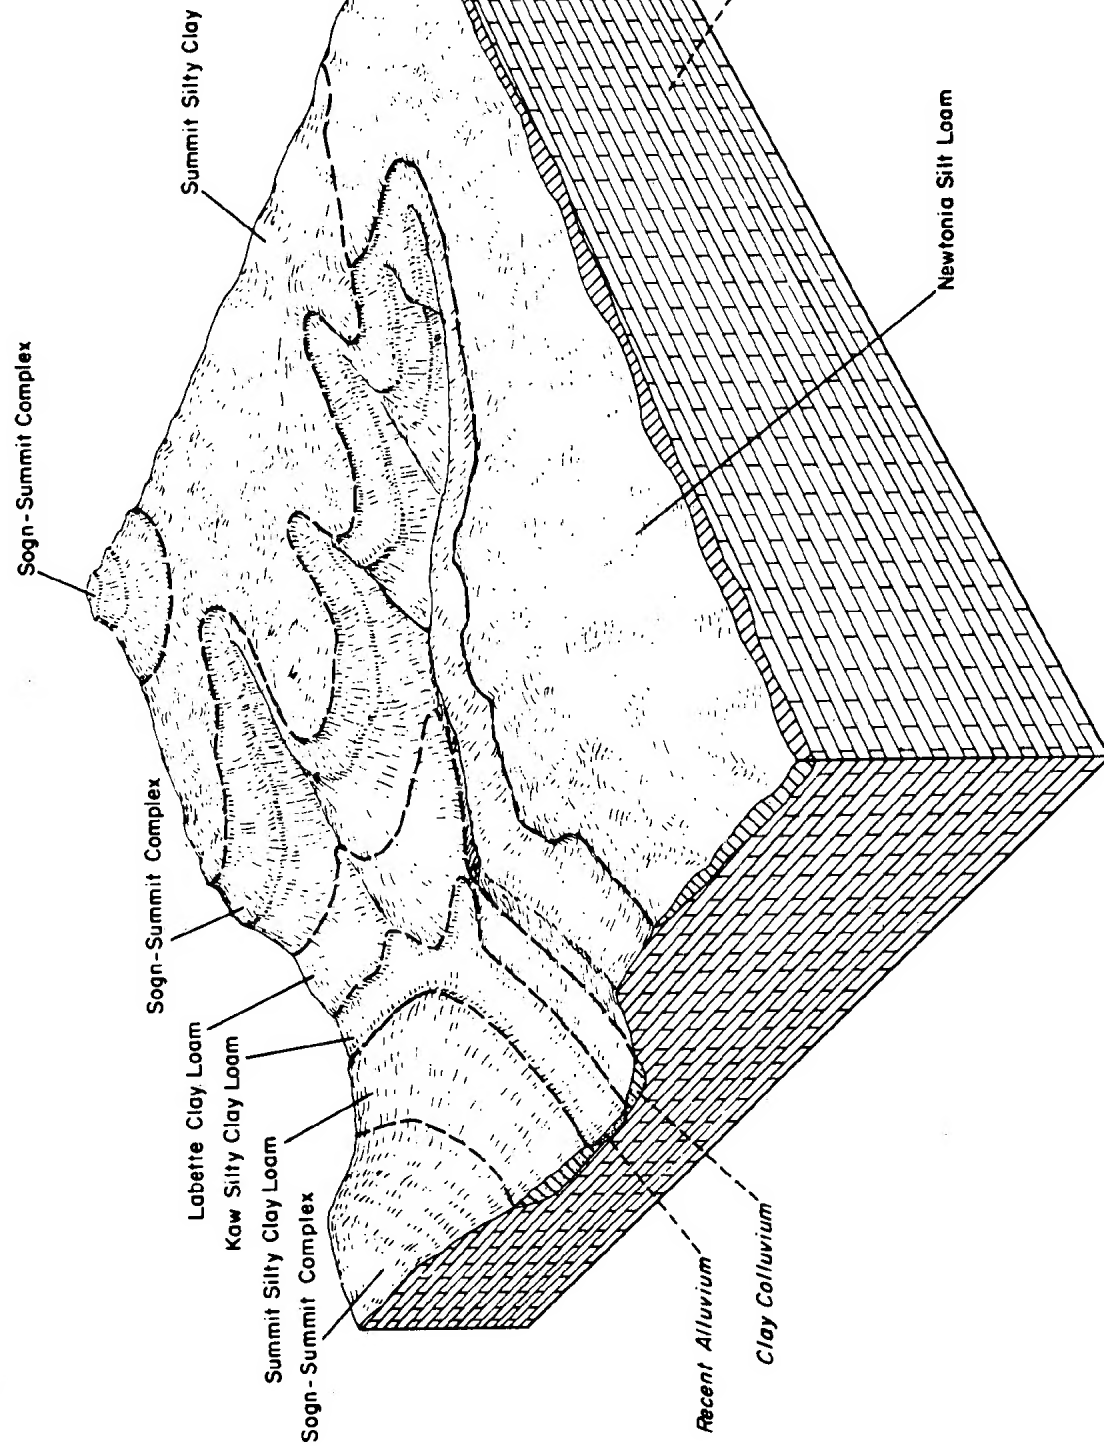 Sogn-Summit Complex
Summit Silty Clay
Sogn-Summit Complex
Labette Clay Loam
Kaw Silty Clay Loam
Summit Silty Clay Loam
Sogn-Summit Complex
Newtonia Silt Loam
Recent Alluvium
Clay Colluvium